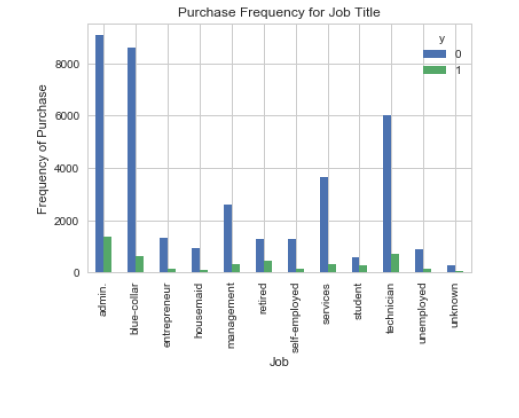 Purchase Frequency for Job Title
y
0
1
8000
6000
4000
2000
0
Frequency of Purchase
admin.
blue-collar
entrepreneur
housemaid
management
retired
self-employed
services
student
technician
unemployed
unknown
Job